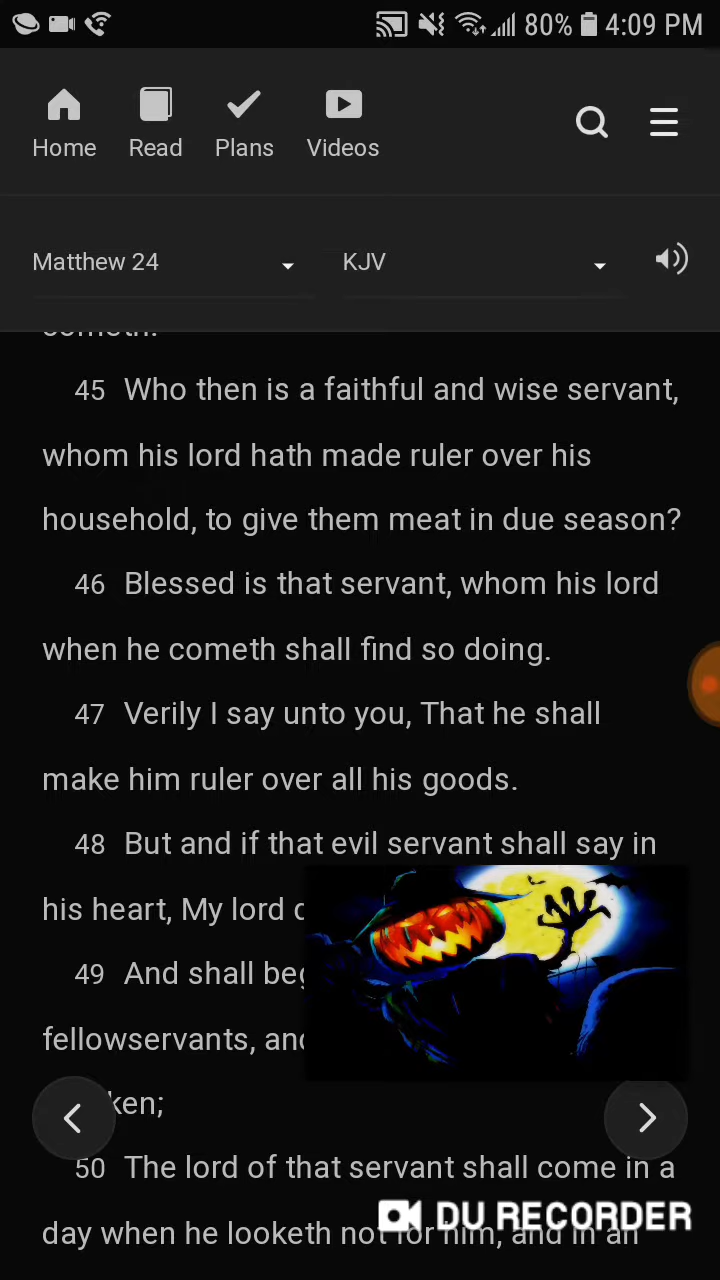 80% 4:09 PM
Home Read Plans Videos
Matthew 24 KJV
45 Who then is a faithful and wise servant,
whom his lord hath made ruler over his
household, to give them meat in due season?
46 Blessed is that servant, whom his lord
when he cometh shall find so doing.
47 Verily I say unto you, That he shall
make him ruler over all his goods.
48 But and if that evil servant shall say in
his heart, My lord
49 And shall
fellowservants,
50 The lord of that servant shall come in a
day when he looketh not for him, and in an
DU RECORDER